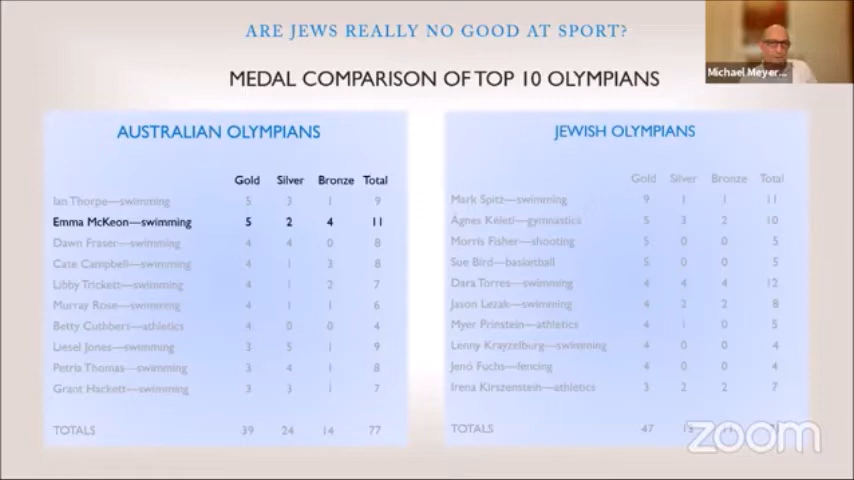 ARE JEWS REALLY NO GOOD AT SPORT?
Michael Meyer...
MEDAL COMPARISON OF TOP 10 OLYMPIANS
AUSTRALIAN OLYMPIANS
Gold Silver Bronze Total
Ian Thorpe—swimming 5 3 1 9
Emma McKeon—swimming 5 2 4 11
Dawn Fraser—swimming 4 4 0 8
Cate Campbell—swimming 4 1 3 8
Libby Trickett—swimming 4 1 2 7
Murray Rose—swimming 4 1 1 6
Betty Cuthbert—athletics 4 0 0 4
Liesel Jones—swimming 3 5 1 9
Petria Thomas—swimming 3 4 1 8
Grant Hackett—swimming 3 3 1 7
TOTALS 39 24 14 77
JEWISH OLYMPIANS
Gold Silver Bronze Total
Mark Spitz—swimming 9 1 1 11
Agnes Keleti—gymnastics 5 3 2 10
Morris Fisher—shooting 5 0 0 5
Sue Bird—basketball 5 0 0 5
Dara Torres—swimming 4 4 4 12
Jason Lezak—swimming 4 2 2 8
Myer Prinstein—athletics 4 1 0 5
Lenny Krayzelburg—swimming 4 0 0 4
Jenő Fuchs—fencing 4 0 0 4
Irena Kirszenstein—athletics 3 2 2 7
TOTALS 47
zoom